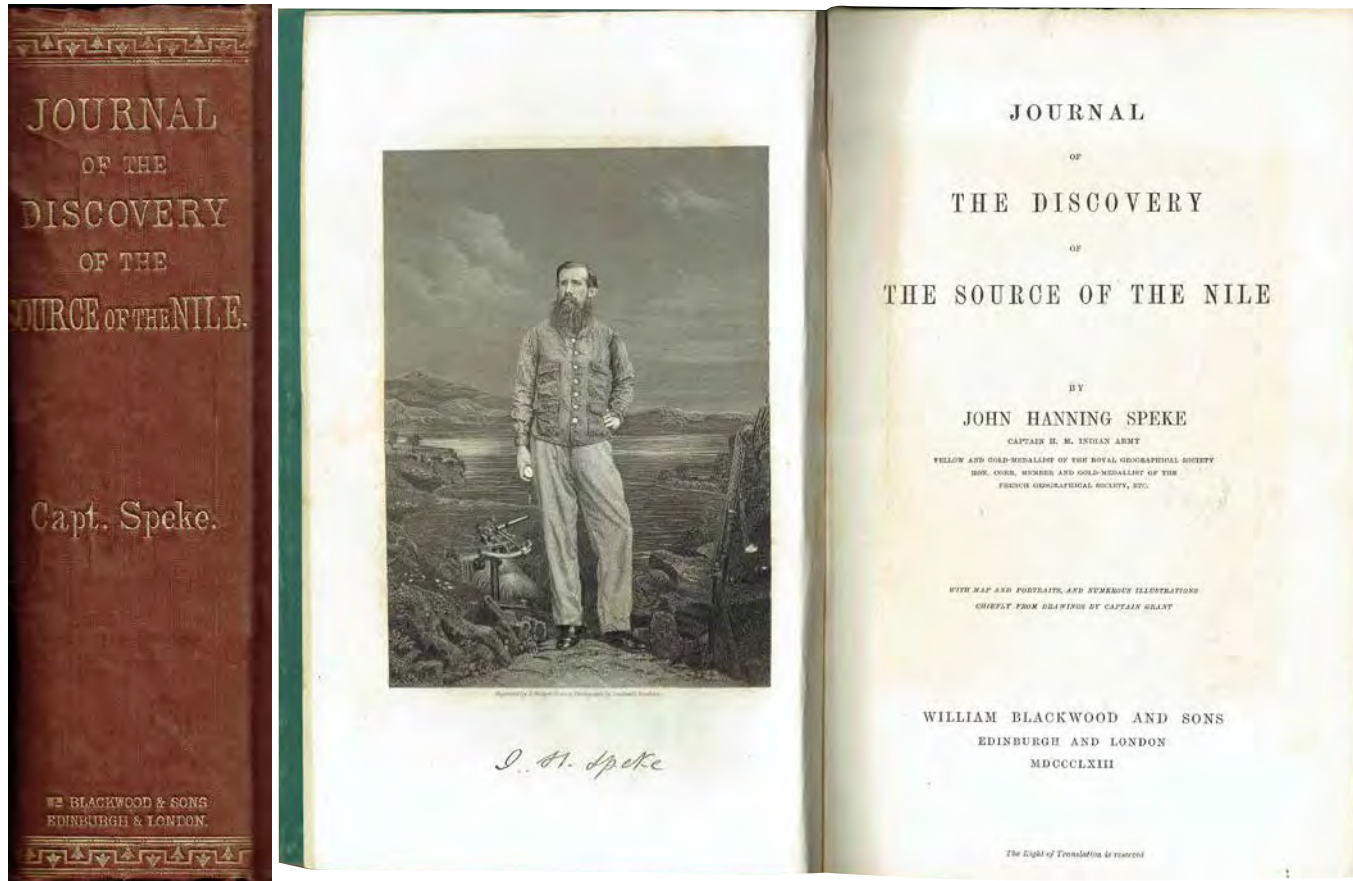 JOURNAL
OF THE
DISCOVERY
OF THE
SOURCE OF THE NILE.
Capt. Speke.
Wm BLACKWOOD & SONS
EDINBURGH & LONDON.
J. H. Speke
JOURNAL
OF
THE DISCOVERY
OF
THE SOURCE OF THE NILE
BY
JOHN HANNING SPEKE
CAPTAIN H. M. INDIAN ARMY
FELLOW AND GOLD-MEDALLIST OF THE ROYAL GEOGRAPHICAL SOCIETY
HON. CORR. MEMBER AND GOLD-MEDALLIST OF THE
FRENCH GEOGRAPHICAL SOCIETY, ETC.
WITH MAP AND PORTRAITS, AND NUMEROUS ILLUSTRATIONS
CHIEFLY FROM DRAWINGS BY CAPTAIN GRANT
WILLIAM BLACKWOOD AND SONS
EDINBURGH AND LONDON
MDCCCLXIII
The Right of Translation is reserved